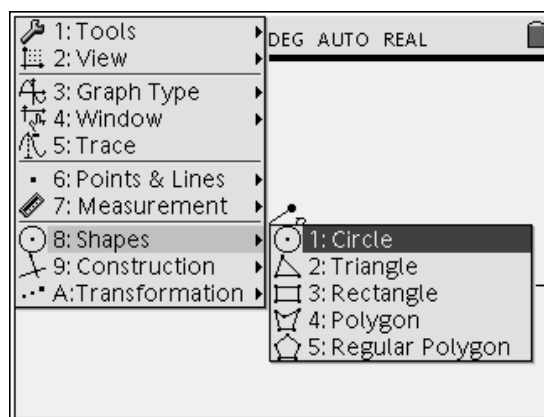 1: Tools
DEG AUTO REAL
2: View
3: Graph Type
4: Window
5: Trace
6: Points & Lines
7: Measurement
8: Shapes
9: Construction
A:Transformation
1: Circle
2: Triangle
3: Rectangle
4: Polygon
5: Regular Polygon